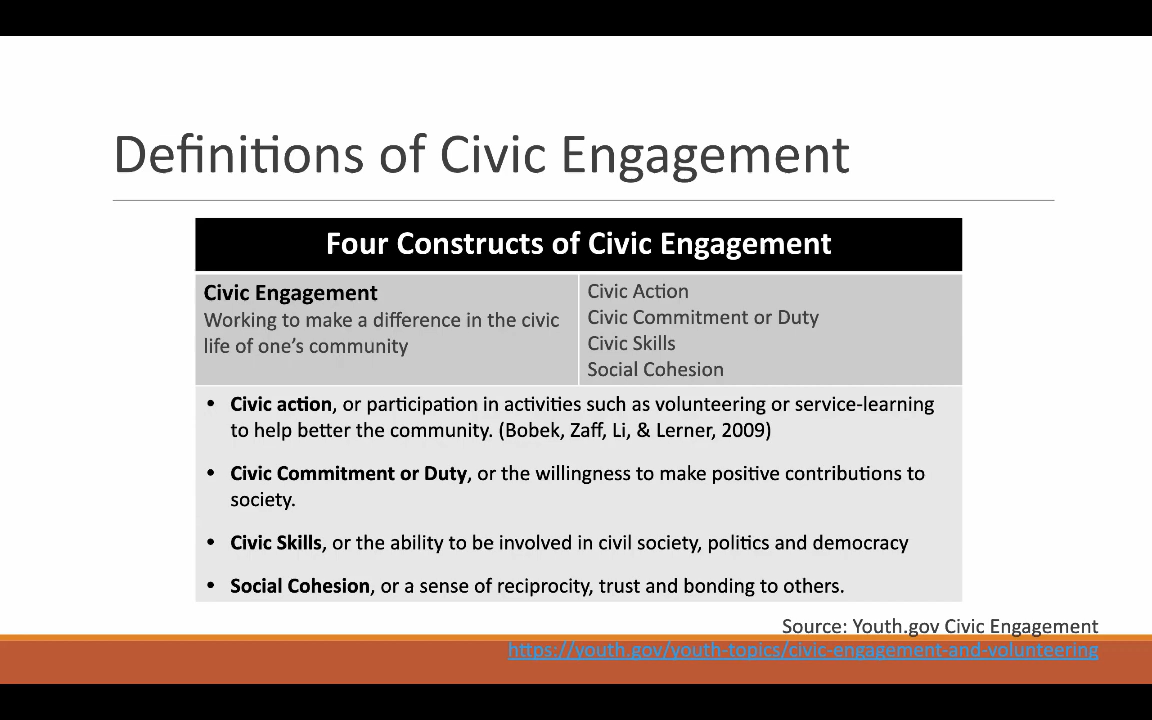 Definitions of Civic Engagement
Four Constructs of Civic Engagement
Civic Engagement
Working to make a difference in the civic
life of one’s community
Civic Action
Civic Commitment or Duty
Civic Skills
Social Cohesion
• Civic action, or participation in activities such as volunteering or service-learning
to help better the community. (Bobek, Zaff, Li, & Lerner, 2009)
• Civic Commitment or Duty, or the willingness to make positive contributions to
society.
• Civic Skills, or the ability to be involved in civil society, politics and democracy
• Social Cohesion, or a sense of reciprocity, trust and bonding to others.
Source: Youth.gov Civic Engagement
https://youth.gov/youth-topics/civic-engagement-and-volunteering